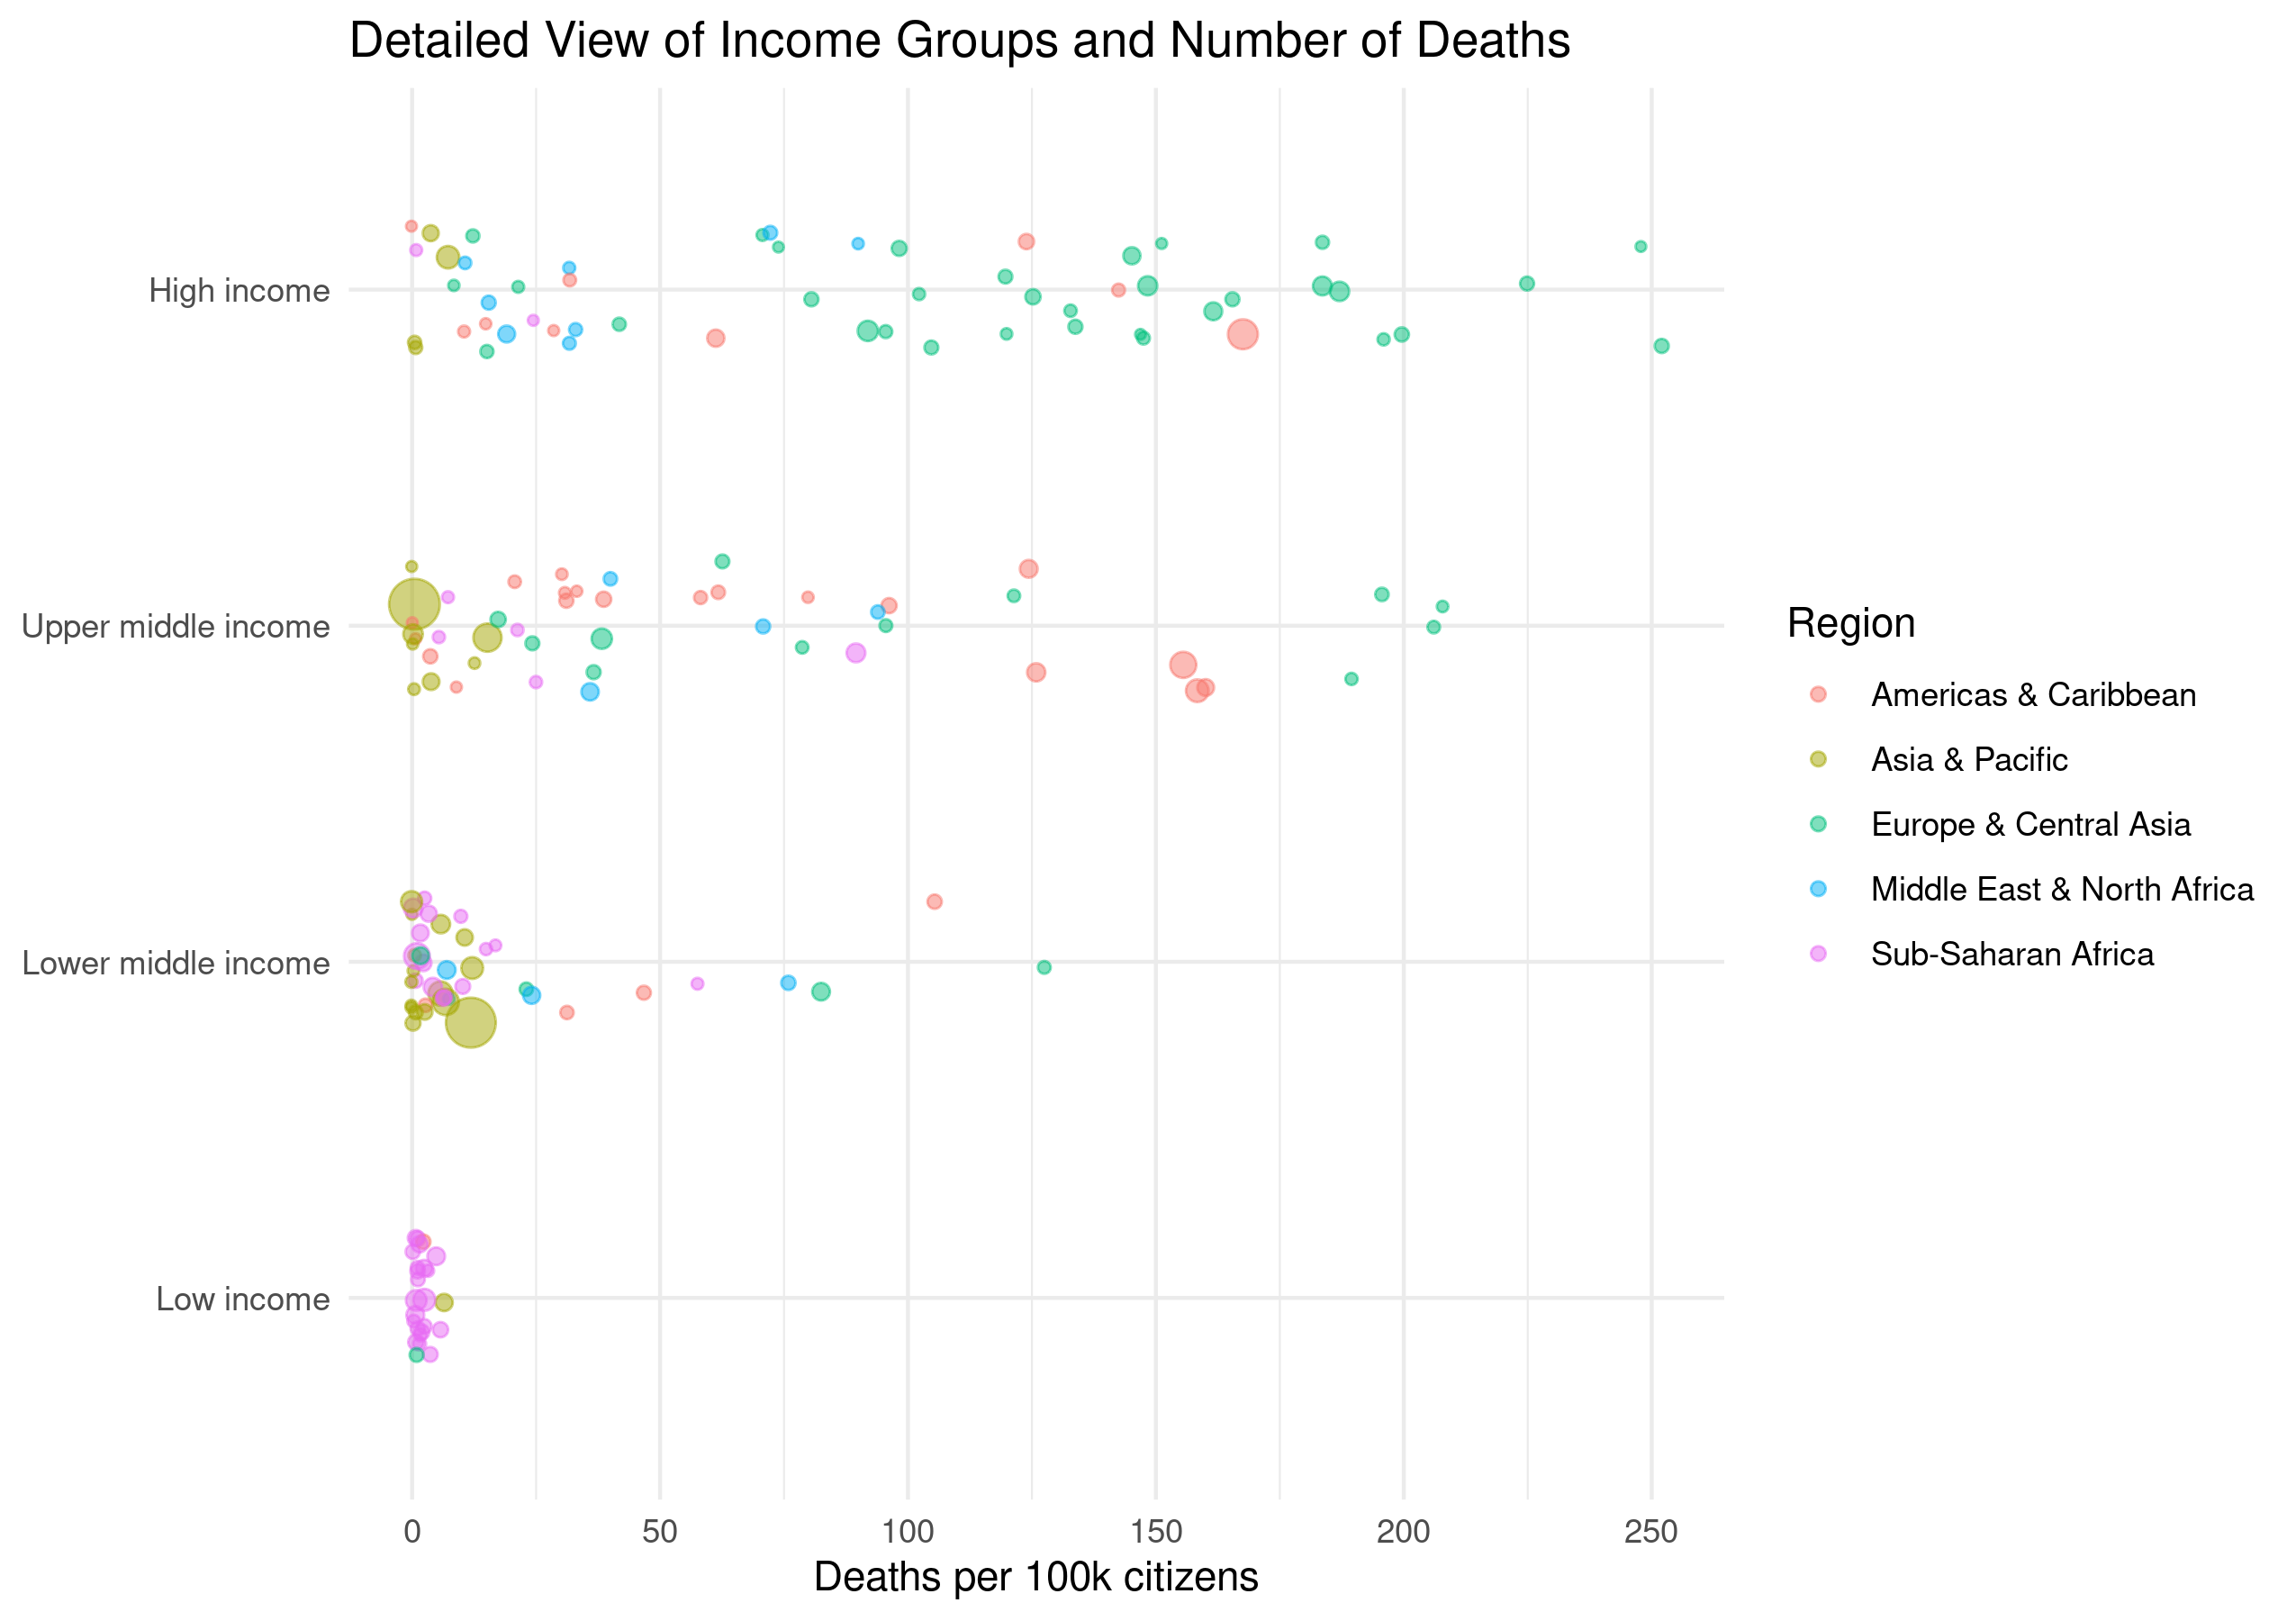 Detailed View of Income Groups and Number of Deaths
High income
Upper middle income
Lower middle income
Low income
0 50 100 150 200 250
Deaths per 100k citizens
Region
Americas & Caribbean
Asia & Pacific
Europe & Central Asia
Middle East & North Africa
Sub-Saharan Africa